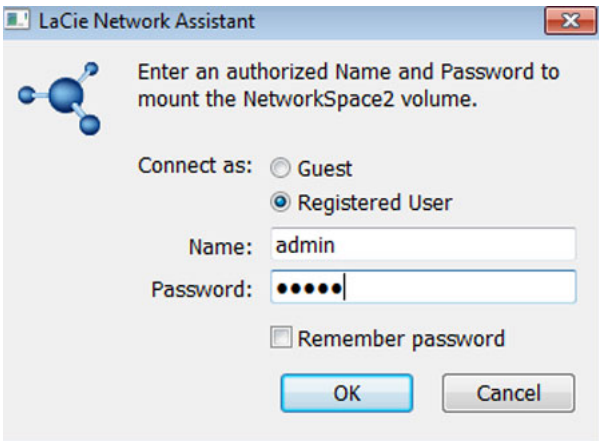 LaCie Network Assistant
Enter an authorized Name and Password to
mount the NetworkSpace2 volume.
Connect as:
Guest
Registered User
Name: admin
Password: •••••
Remember password
OK
Cancel